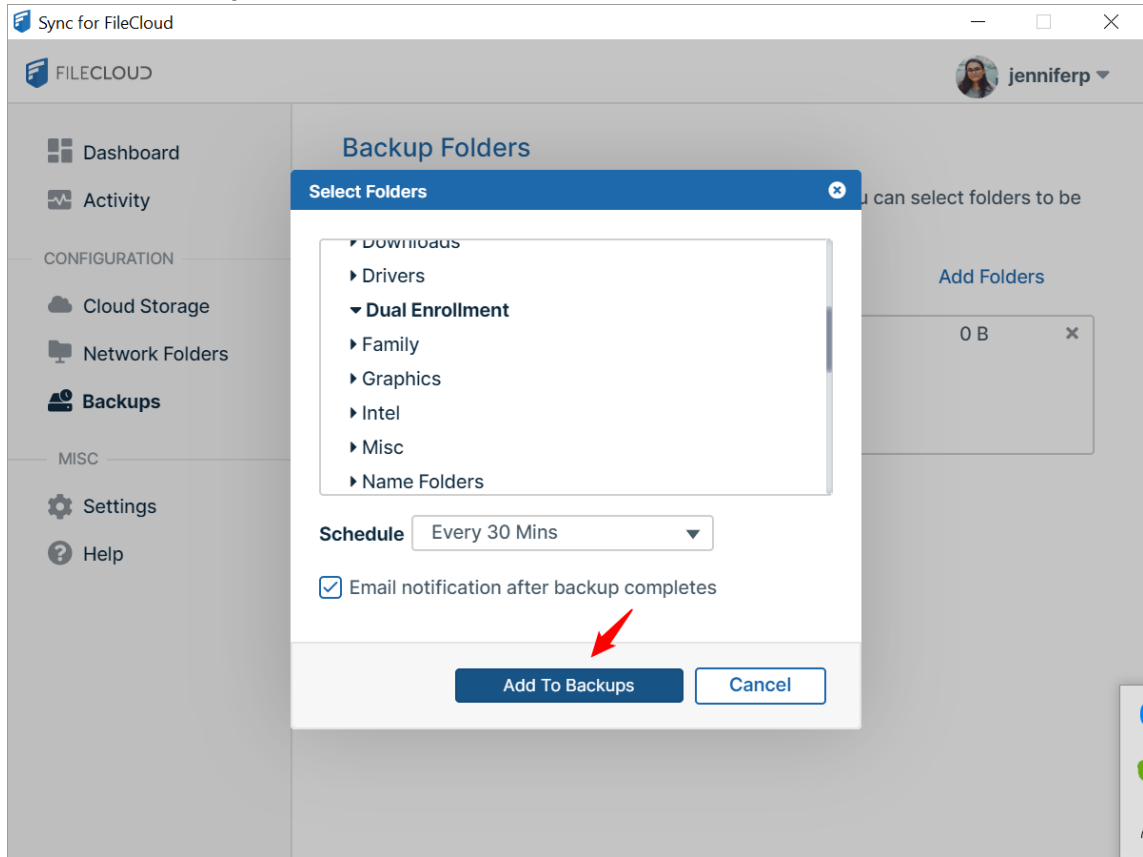 Sync for FileCloud
FILECLOUD
jenniferp
Dashboard
Activity
CONFIGURATION
Cloud Storage
Network Folders
Backups
MISC
Settings
Help
Backup Folders
can select folders to be
Add Folders
0 B
Select Folders
Downloads
Drivers
Dual Enrollment
Family
Graphics
Intel
Misc
Name Folders
Schedule Every 30 Mins
Email notification after backup completes
Add To Backups Cancel